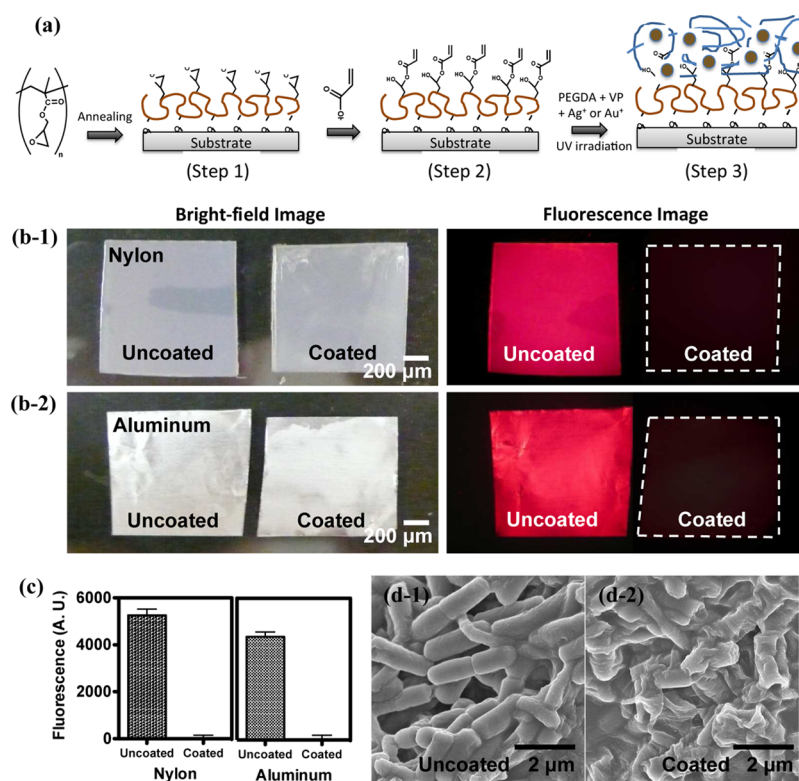 (a)
O
O
O
n
Annealing
Substrate
(Step 1)
Substrate
(Step 2)
PEGDA + VP
+ Ag⁺ or Au⁺
UV irradiation
Substrate
(Step 3)
Bright-field Image
Fluorescence Image
(b-1)
Nylon
Uncoated
Coated
200 µm
Uncoated
Coated
(b-2)
Aluminum
Uncoated
Coated
200 µm
Uncoated
Coated
(c)
Fluorescence (A. U.)
6000
4000
2000
0
Uncoated Coated
Nylon
Uncoated Coated
Aluminum
(d-1)
Uncoated
2 µm
(d-2)
Coated
2 µm